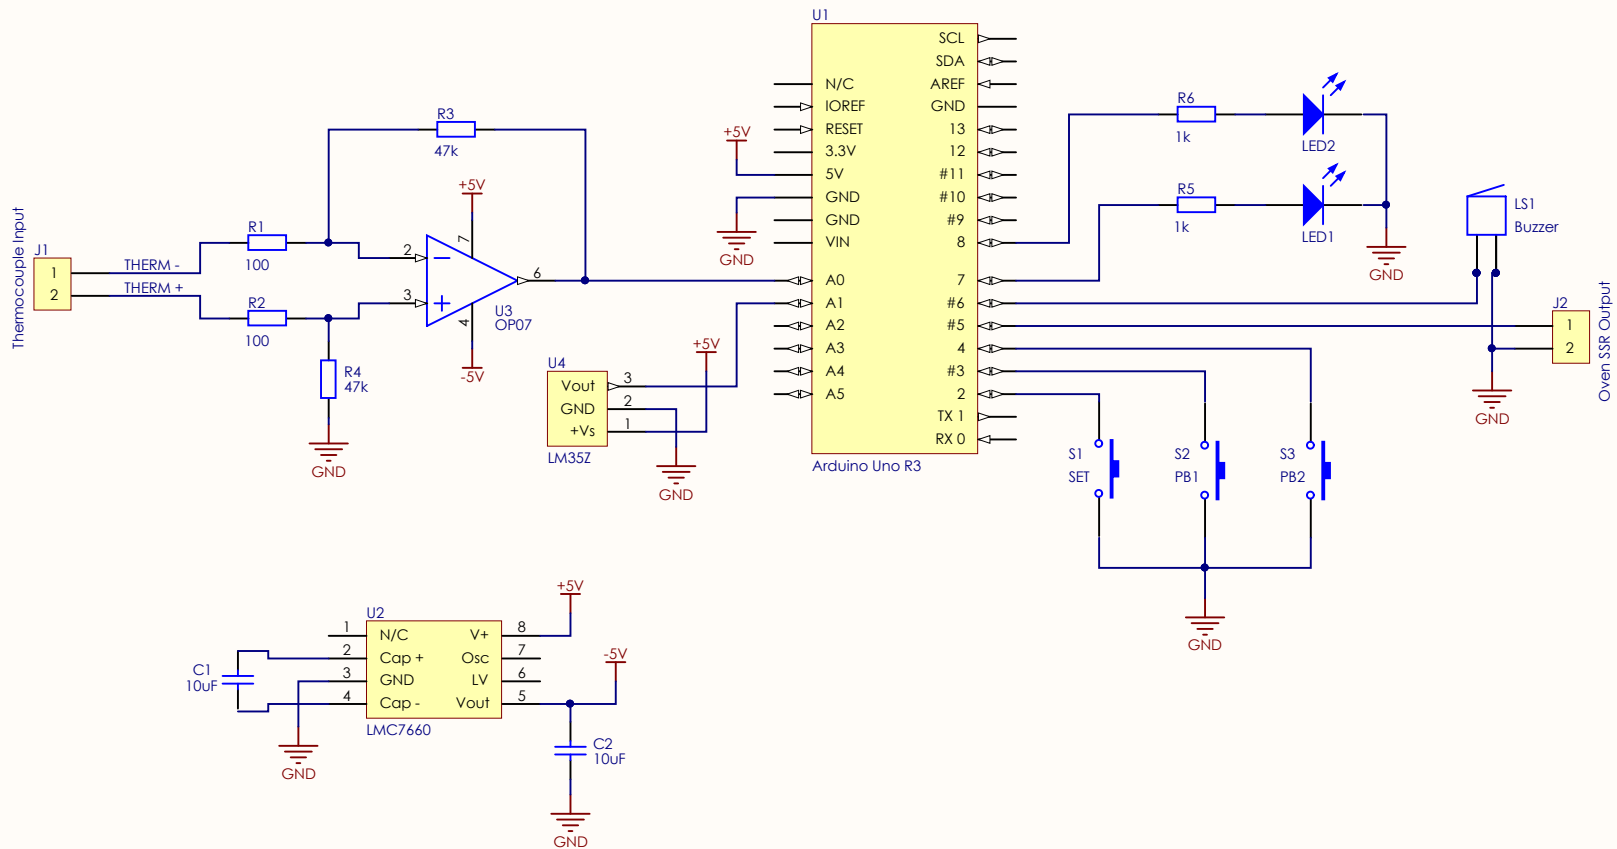 Thermocouple Input
J1
1
2
THERM -
THERM +
R1
100
R2
100
R3
47k
R4
47k
GND
+5V
7
2
3
6
4
U3
OP07
-5V
U4
Vout
GND
+Vs
3
2
1
LM35Z
+5V
GND
U1
N/C
IOREF
RESET
3.3V
5V
GND
GND
VIN
A0
A1
A2
A3
A4
A5
SCL
SDA
AREF
GND
13
12
#11
#10
#9
8
7
#6
#5
4
#3
2
TX 1
RX 0
Arduino Uno R3
+5V
GND
R6
1k
LED2
R5
1k
LED1
GND
LS1
Buzzer
J2
1
2
Oven SSR Output
GND
S1
SET
S2
PB1
S3
PB2
GND
U2
1
2
3
4
N/C
Cap +
GND
Cap -
V+
Osc
LV
Vout
8
7
6
5
LMC7660
C1
10uF
GND
+5V
-5V
C2
10uF
GND